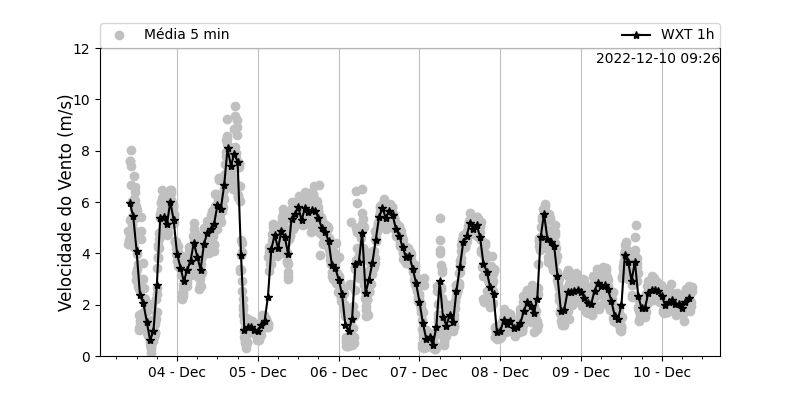 Média 5 min
WXT 1h
2022-12-10 09:26
Velocidade do Vento (m/s)
12
10
8
6
4
2
0
04 - Dec 05 - Dec 06 - Dec 07 - Dec 08 - Dec 09 - Dec 10 - Dec